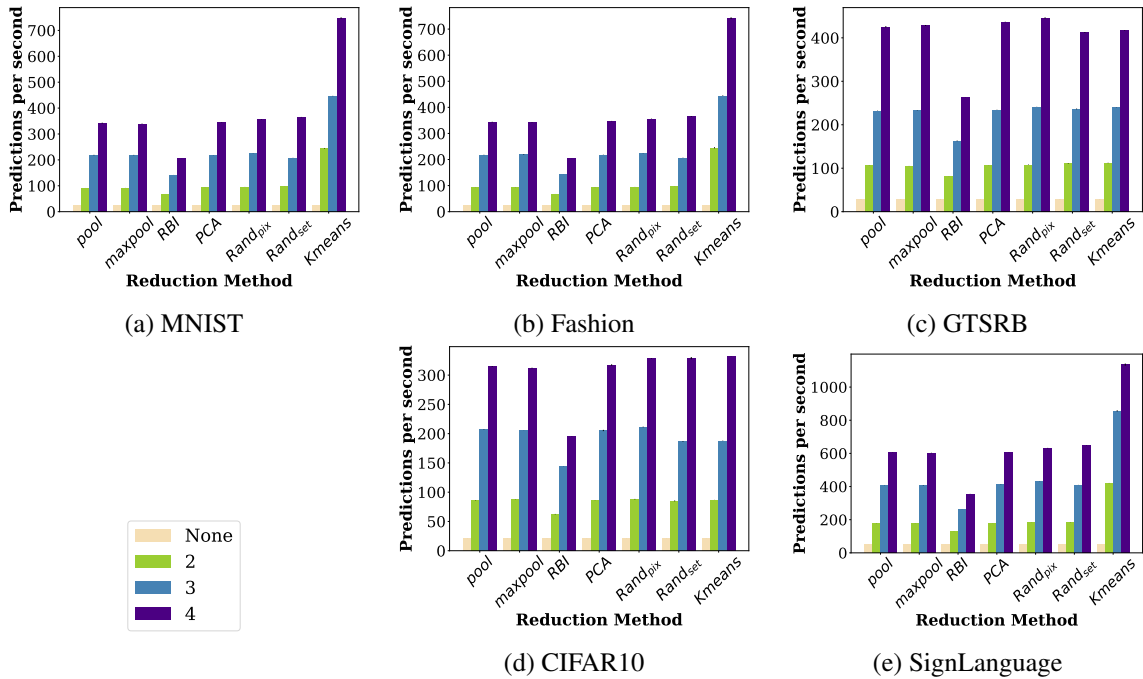 Predictions per second
700
600
500
400
300
200
100
0
pool
maxpool
RBI
PCA
Rand_pix
Rand_set
Kmeans
Reduction Method
(a) MNIST
Predictions per second
700
600
500
400
300
200
100
0
pool
maxpool
RBI
PCA
Rand_pix
Rand_set
Kmeans
Reduction Method
(b) Fashion
Predictions per second
400
300
200
100
0
pool
maxpool
RBI
PCA
Rand_pix
Rand_set
Kmeans
Reduction Method
(c) GTSRB
None
2
3
4
Predictions per second
300
250
200
150
100
50
0
pool
maxpool
RBI
PCA
Rand_pix
Rand_set
Kmeans
Reduction Method
(d) CIFAR10
Predictions per second
1000
800
600
400
200
0
pool
maxpool
RBI
PCA
Rand_pix
Rand_set
Kmeans
Reduction Method
(e) SignLanguage